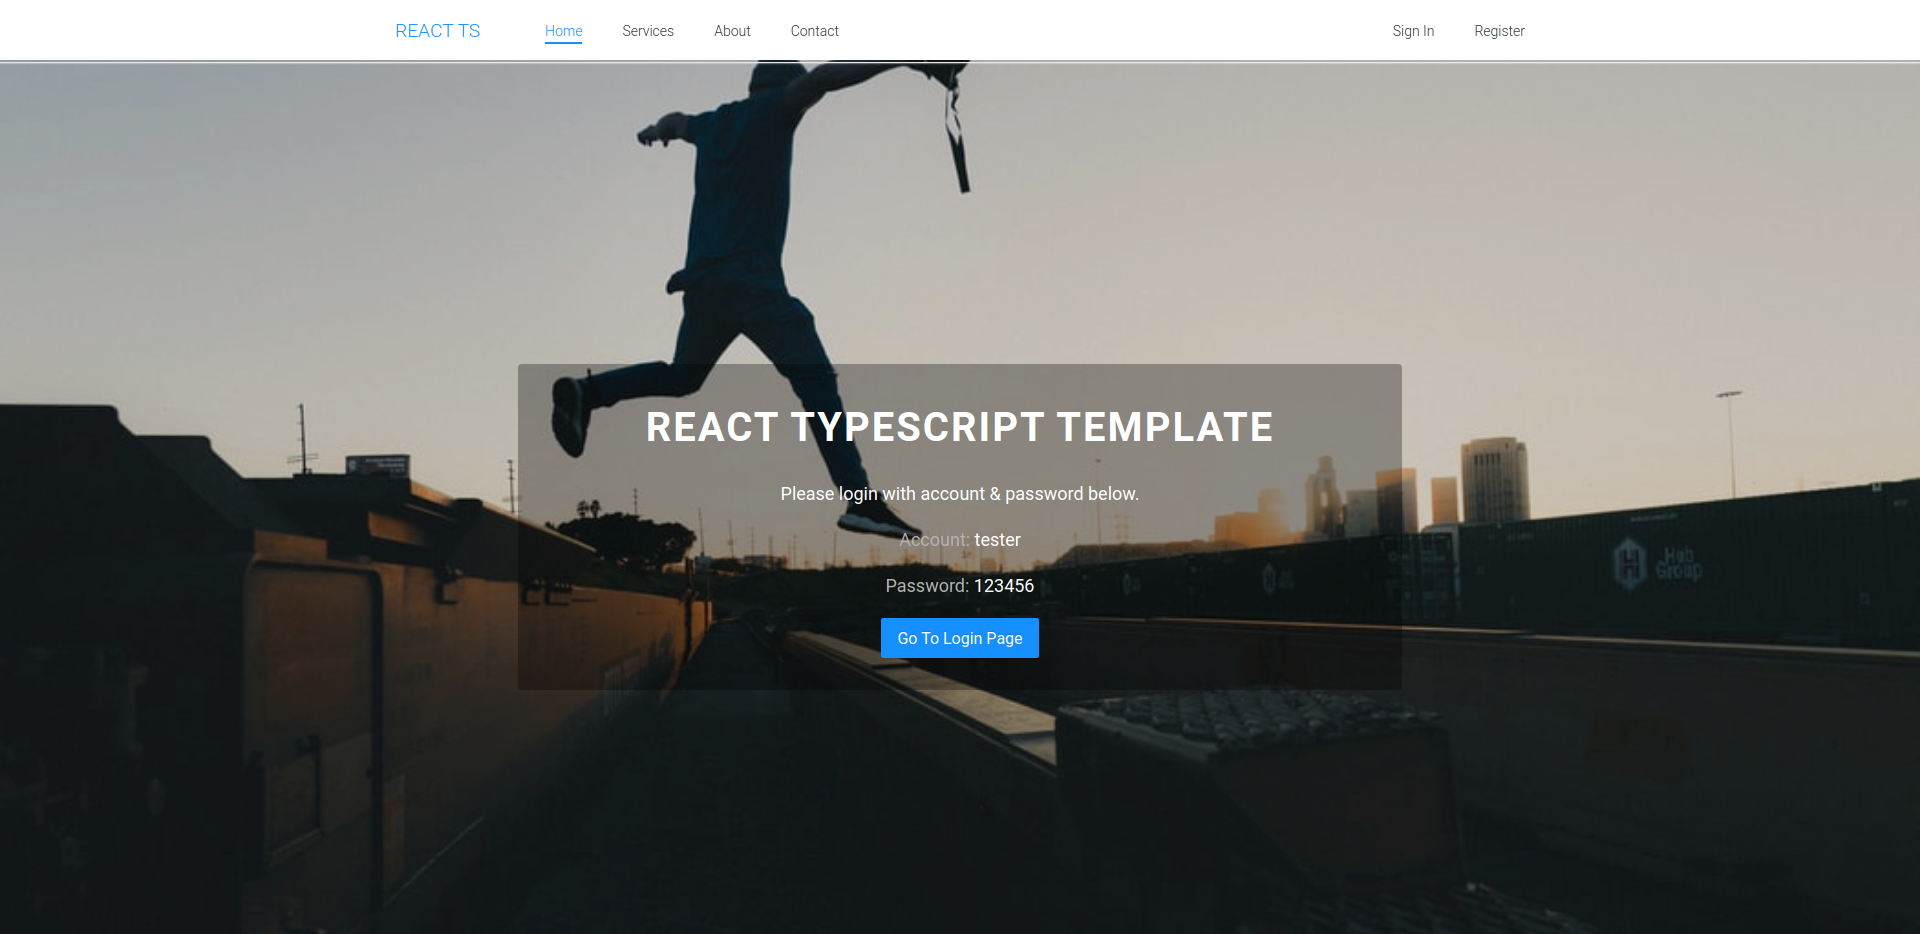 REACT TS Home Services About Contact Sign In Register
REACT TYPESCRIPT TEMPLATE
Please login with account & password below.
Account: tester
Password: 123456
Go To Login Page
Hub
Group